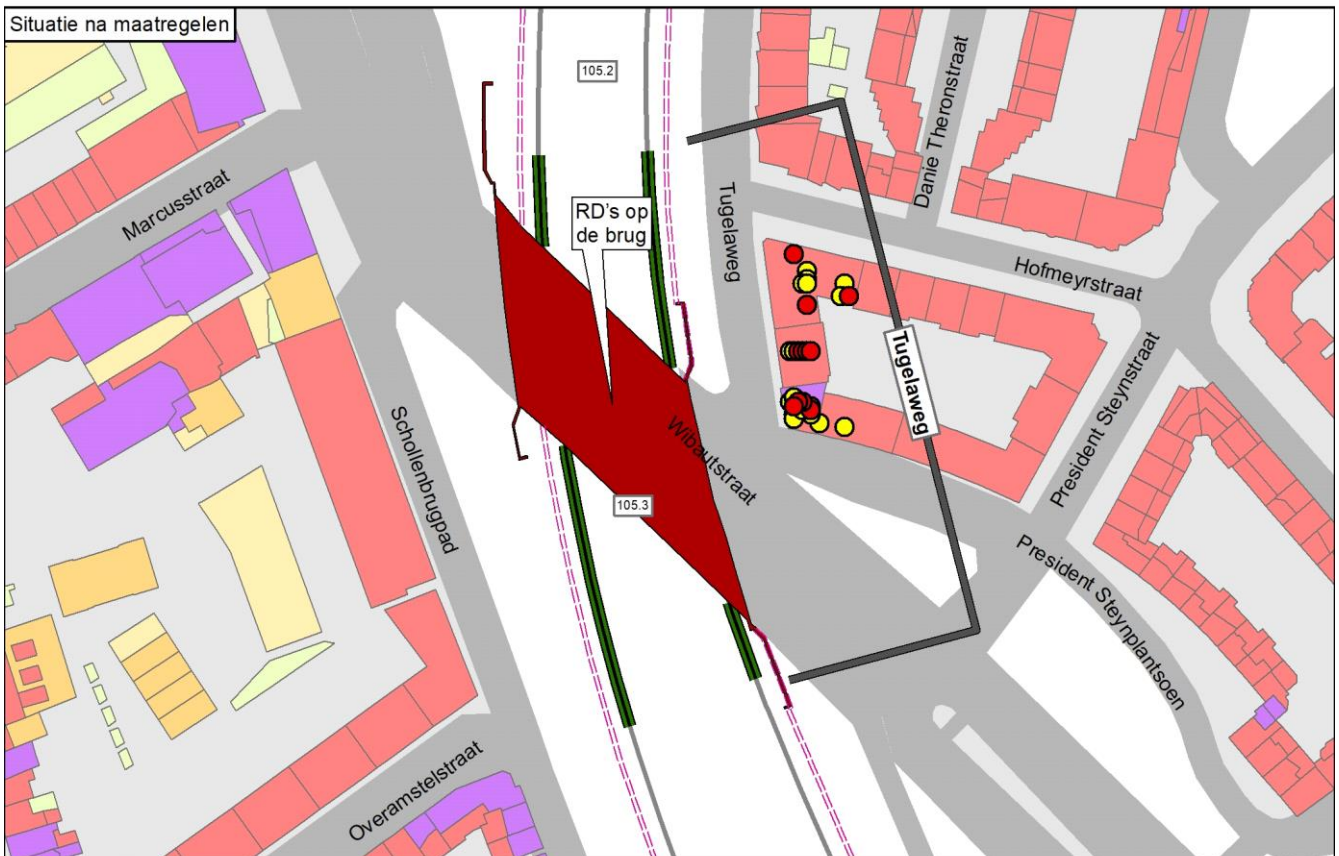 Situatie na maatregelen
105.2
Marcusstraat
RD's op
de brug
Tugelaweg
Danie Theronstraat
Hofmeyrstraat
Tugelaweg
President Steynstraat
Schollenbrugpad
Wibautstraat
105.3
President Steynplantsoen
Overamstelstraat